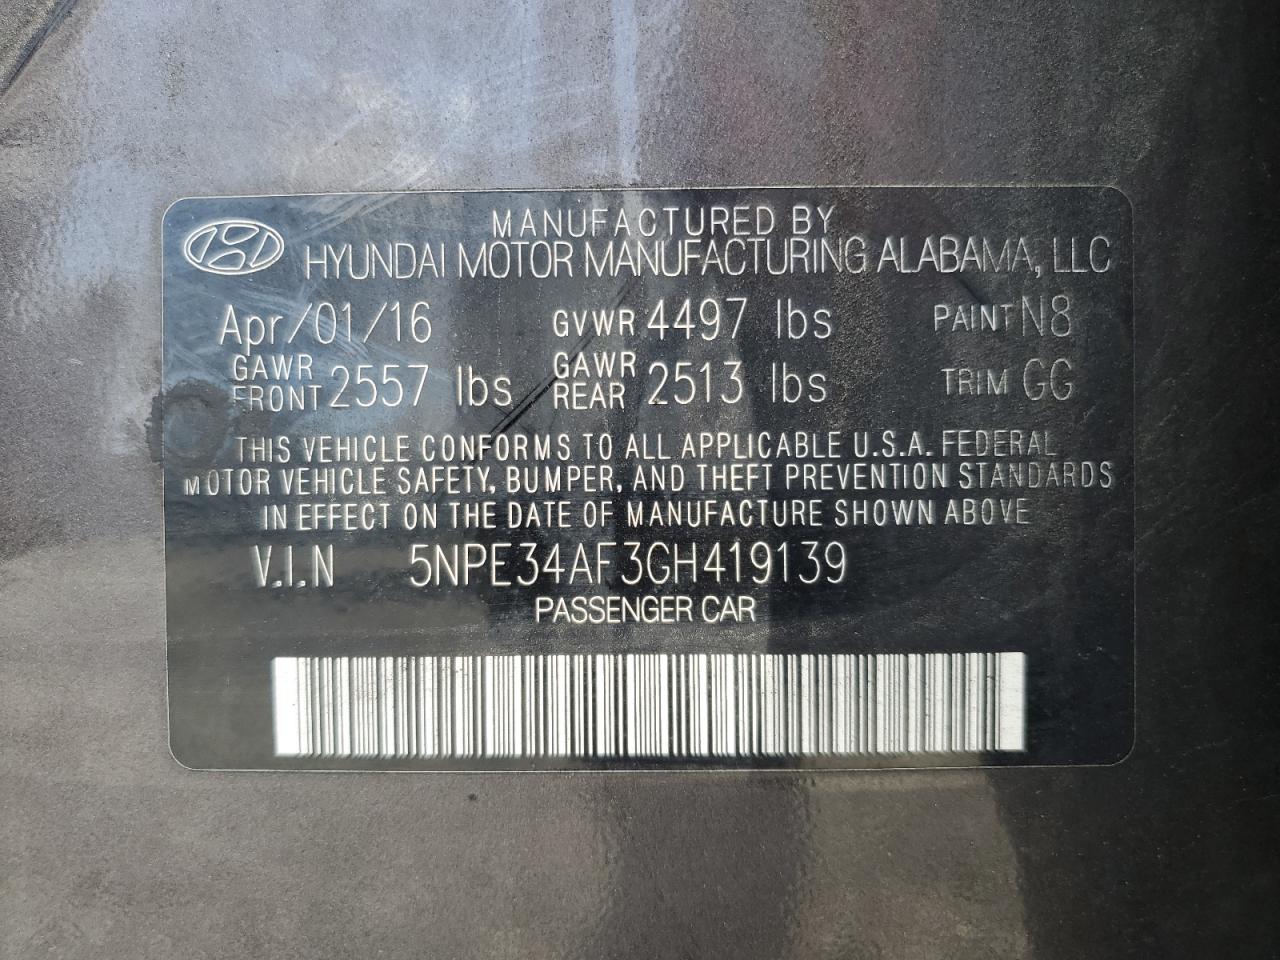 MANUFACTURED BY
HYUNDAI MOTOR MANUFACTURING ALABAMA, LLC
Apr/01/16 GVWR 4497 lbs PAINT N8
GAWR FRONT 2557 lbs GAWR REAR 2513 lbs TRIM GG
THIS VEHICLE CONFORMS TO ALL APPLICABLE U.S.A. FEDERAL
MOTOR VEHICLE SAFETY, BUMPER, AND THEFT PREVENTION STANDARDS
IN EFFECT ON THE DATE OF MANUFACTURE SHOWN ABOVE
V.I.N 5NPE34AF3GH419139
PASSENGER CAR